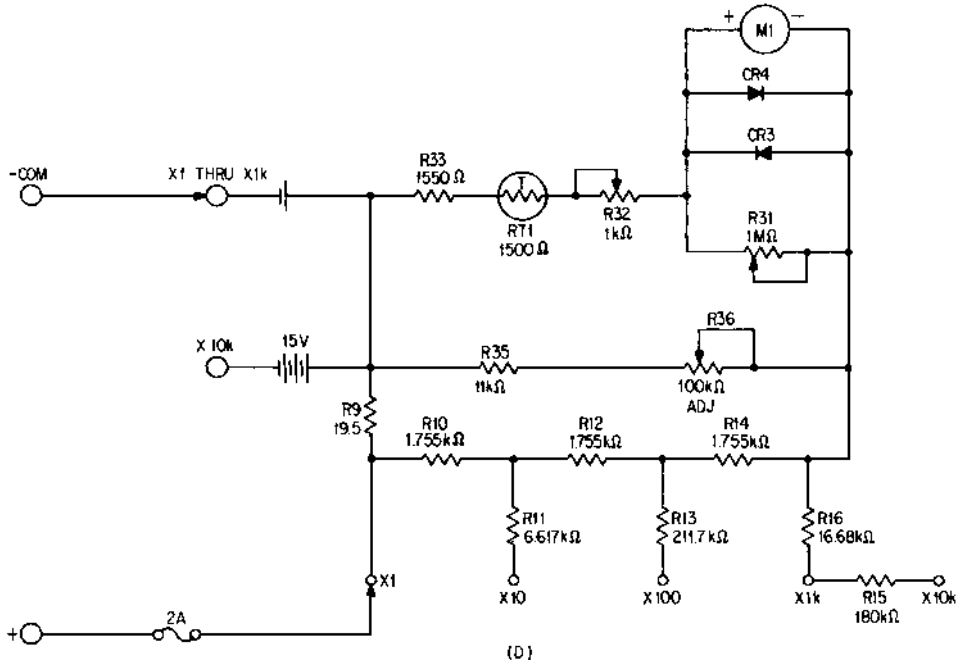 + M1 -
CR4
CR3
-COM
X1 THRU X1k
R33
1550 Ω
T
RT1
1500 Ω
R32
1kΩ
R31
1MΩ
X 10k
15V
R35
11kΩ
R36
100kΩ
ADJ
R9
19.5
R10
1.755kΩ
R12
1.755kΩ
R14
1.755kΩ
R11
6.617kΩ
R13
211.7kΩ
R16
16.68kΩ
X1
X10
X100
X1k
R15
180kΩ
X10k
+
2A
(D)